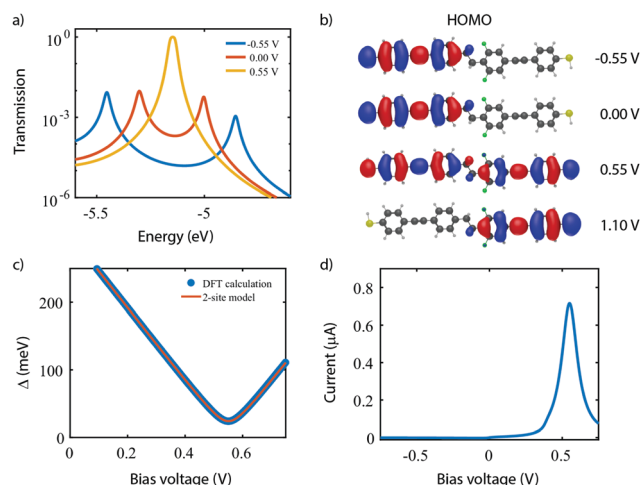 a)
Transmission
10⁰
10⁻³
10⁻⁶
-0.55 V
0.00 V
0.55 V
-5.5
-5
Energy (eV)
b)
HOMO
-0.55 V
0.00 V
0.55 V
1.10 V
c)
Δ (meV)
200
100
0
DFT calculation
2-site model
0
0.2
0.4
0.6
Bias voltage (V)
d)
Current (μA)
0.8
0.6
0.4
0.2
0
-0.5
0
0.5
Bias voltage (V)